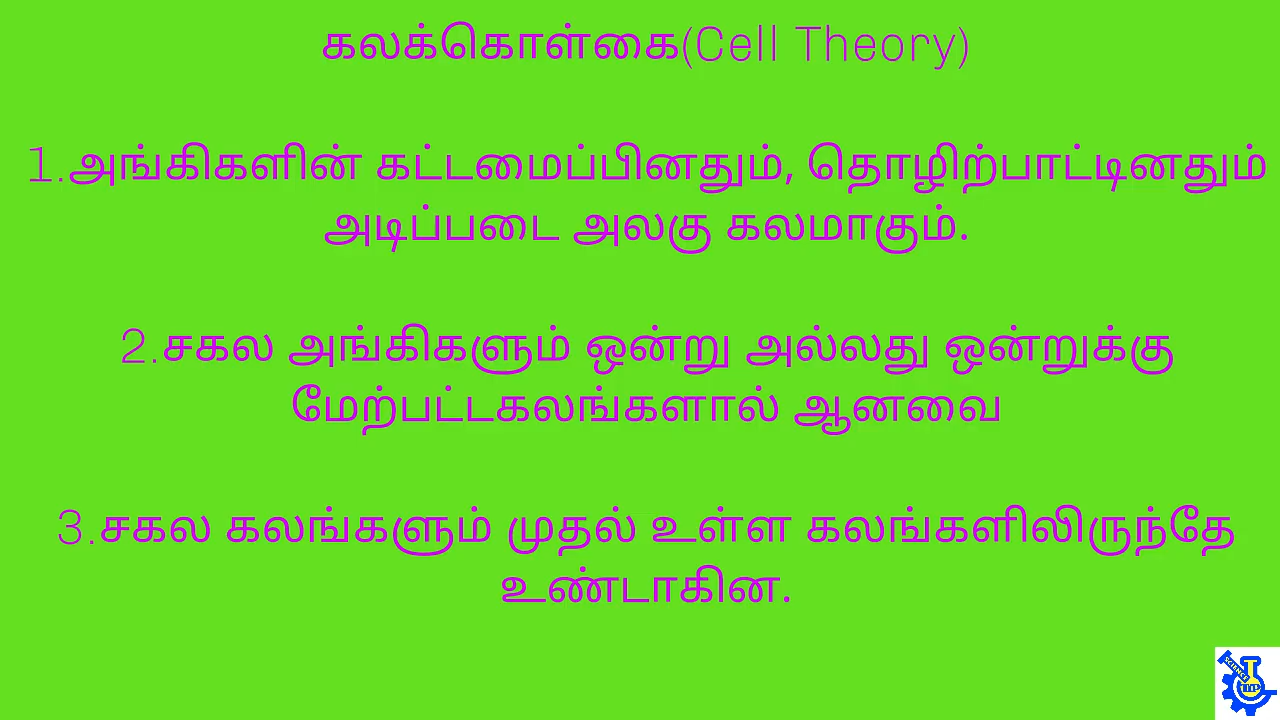 கலக்கொள்கை(Cell Theory)
1.அங்கிகளின் கட்டமைப்பினதும், தொழிற்பாட்டினதும்
அடிப்படை அலகு கலமாகும்.
2.சகல அங்கிகளும் ஒன்று அல்லது ஒன்றுக்கு
மேற்பட்டகலங்களால் ஆனவை
3.சகல கலங்களும் முதல் உள்ள கலங்களிலிருந்தே
உண்டாகின.